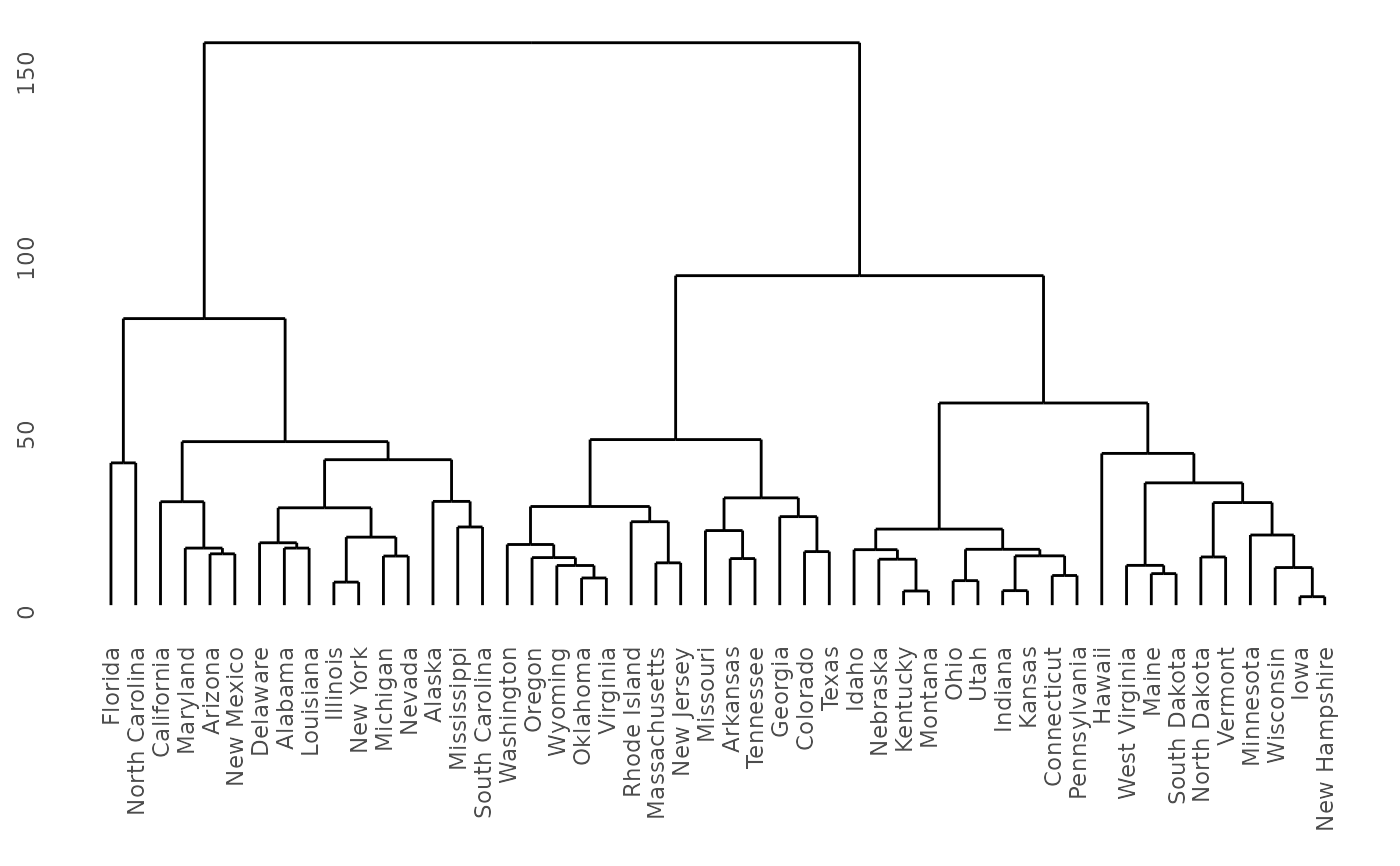 150
100
50
0
Florida
North Carolina
California
Maryland
Arizona
New Mexico
Delaware
Alabama
Louisiana
Illinois
New York
Michigan
Nevada
Alaska
Mississippi
South Carolina
Washington
Oregon
Wyoming
Oklahoma
Virginia
Rhode Island
Massachusetts
New Jersey
Missouri
Arkansas
Tennessee
Georgia
Colorado
Texas
Idaho
Nebraska
Kentucky
Montana
Ohio
Utah
Indiana
Kansas
Connecticut
Pennsylvania
Hawaii
West Virginia
Maine
South Dakota
North Dakota
Vermont
Minnesota
Wisconsin
Iowa
New Hampshire